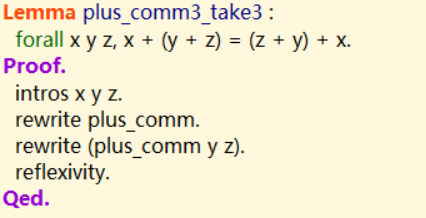 Lemma plus_comm3_take3 :
forall x y z, x + (y + z) = (z + y) + x.
Proof.
intros x y z.
rewrite plus_comm.
rewrite (plus_comm y z).
reflexivity.
Qed.